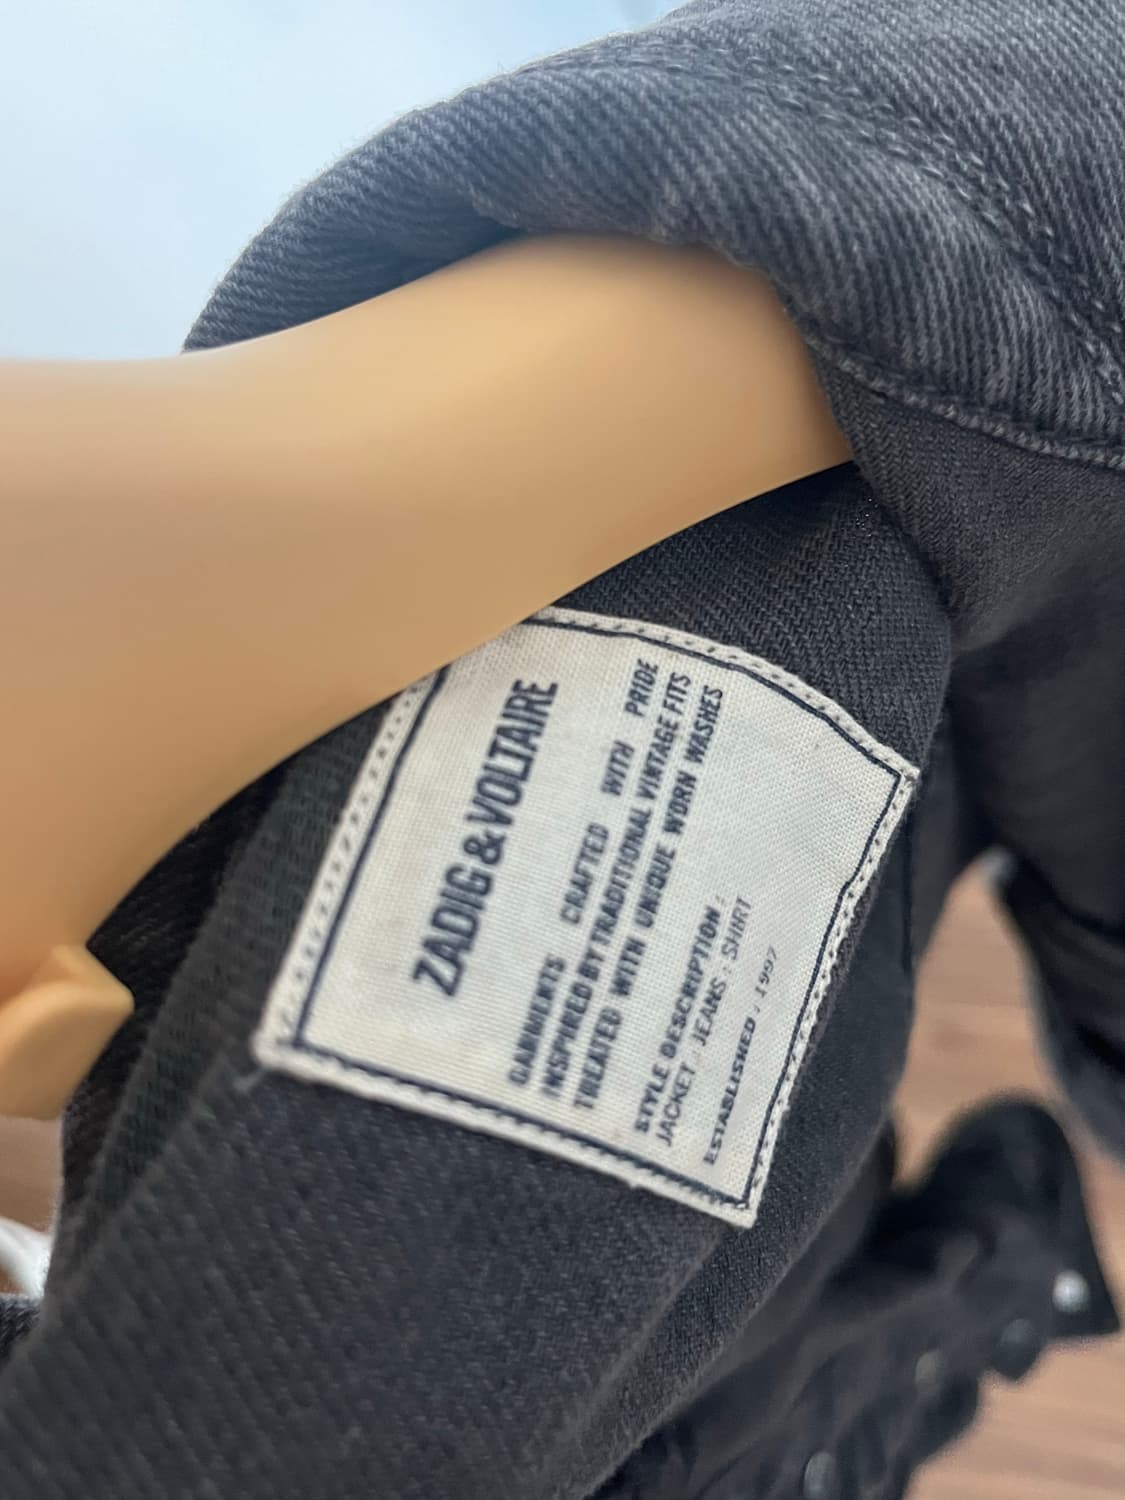 ZADIG&VOLTAIRE
GARMENTS CRAFTED WITH PRIDE
INSPIRED BY TRADITIONAL VINTAGE FITS
TREATED WITH UNIQUE WORN WASHES
STYLE DESCRIPTION :
JACKET : JEANS : SHIRT
ESTABLISHED : 1997